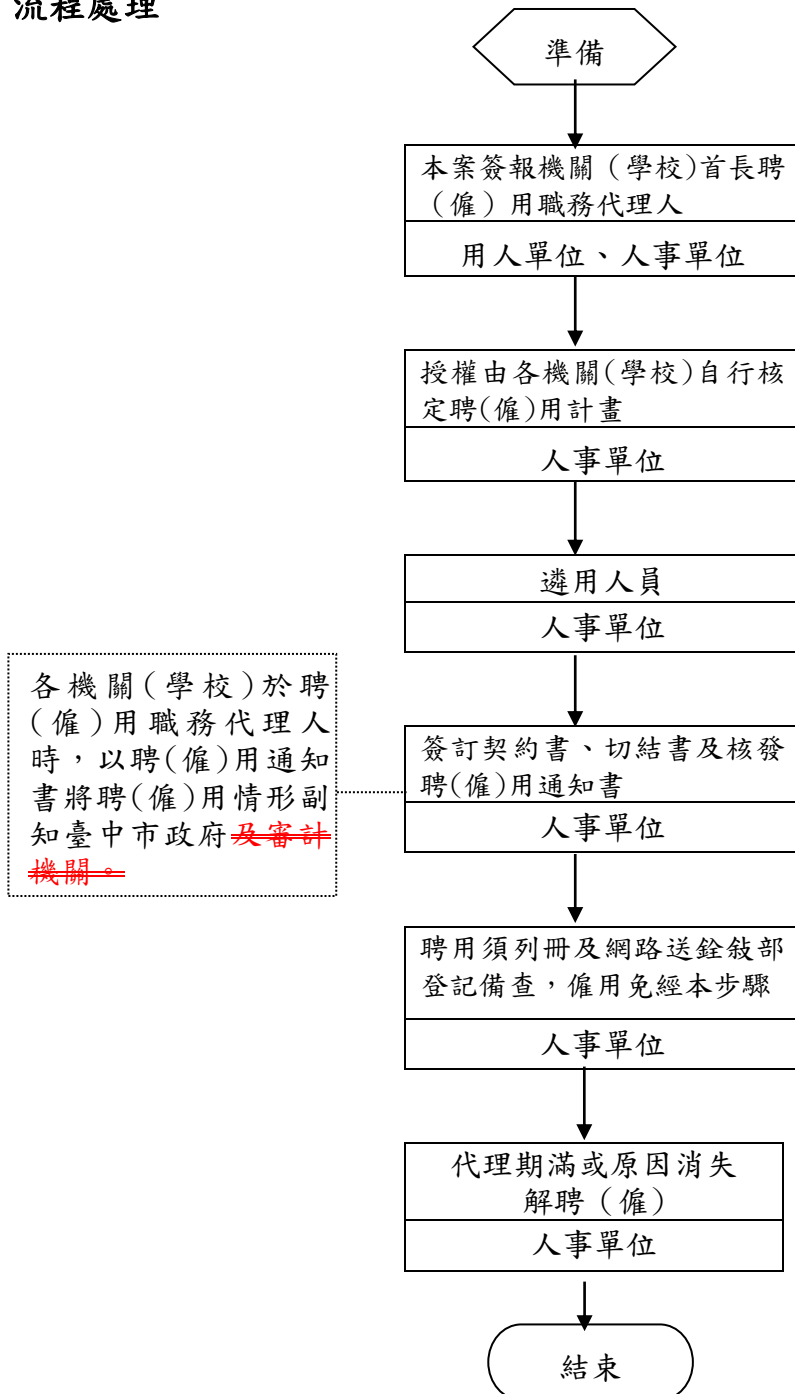 流程處理
準備
本案簽報機關（學校)首長聘
（僱）用職務代理人
用人單位、人事單位
授權由各機關(學校)自行核
定聘(僱)用計畫
人事單位
遴用人員
人事單位
各機關(學校)於聘
(僱)用職務代理人
時，以聘(僱)用通知
書將聘(僱)用情形副
知臺中市政府及審計
機關。
簽訂契約書、切結書及核發
聘(僱)用通知書
人事單位
聘用須列冊及網路送銓敘部
登記備查，僱用免經本步驟
人事單位
代理期滿或原因消失
解聘（僱）
人事單位
結束